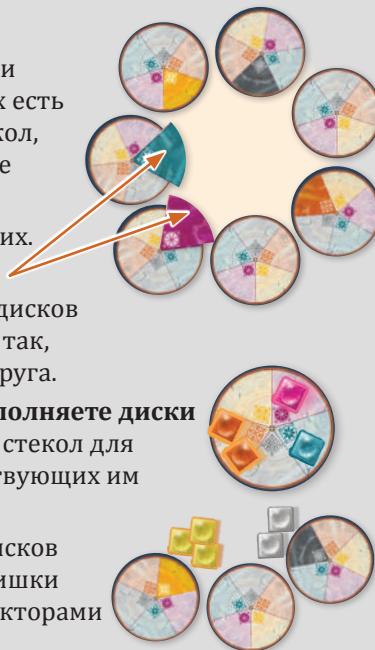 и
х есть
кол,
е
их.
дисков
так,
руга.
полняете диски
стекол для
твующих им
исков
ишки
кторами